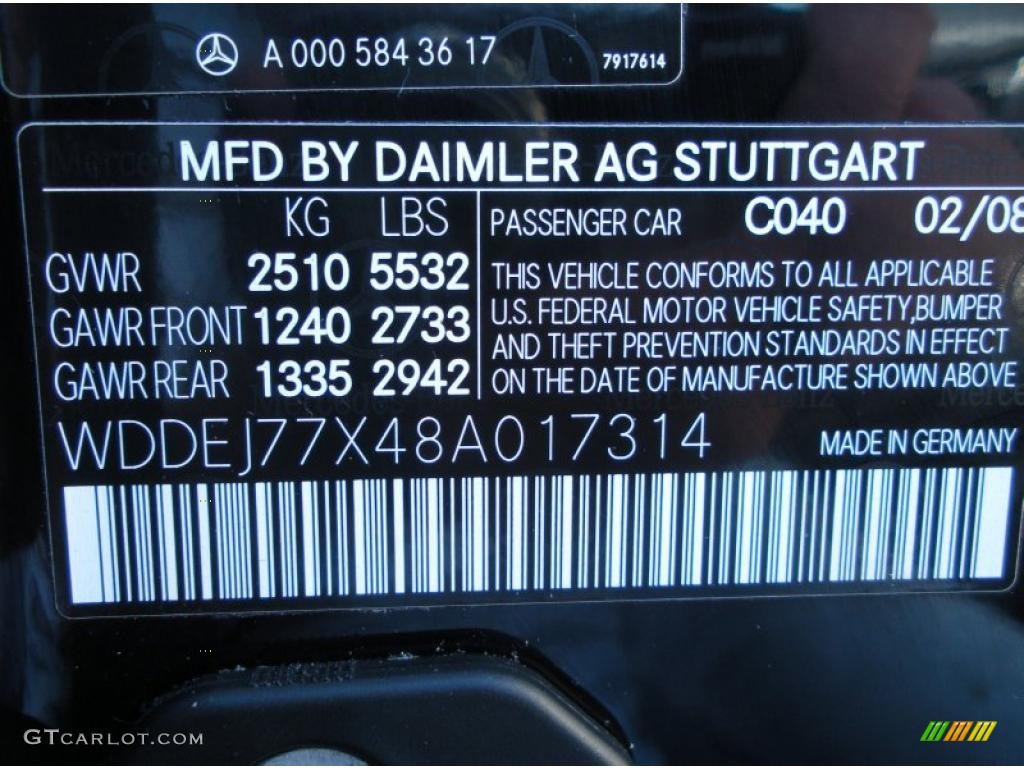 A 000 584 36 17 7917614
MFD BY DAIMLER AG STUTTGART
KG LBS
GVWR 2510 5532
GAWR FRONT 1240 2733
GAWR REAR 1335 2942
PASSENGER CAR C040 02/08
THIS VEHICLE CONFORMS TO ALL APPLICABLE
U.S. FEDERAL MOTOR VEHICLE SAFETY,BUMPER
AND THEFT PREVENTION STANDARDS IN EFFECT
ON THE DATE OF MANUFACTURE SHOWN ABOVE
WDDEJ77X48A017314
MADE IN GERMANY
GTCARLOT.COM